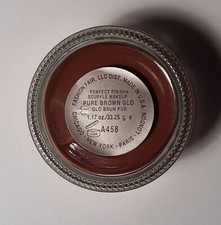 FASHION FAIR, LLC DIST. MADE IN U.S.A.
PERFECT FINISH
SOUFFLE MAKEUP
PURE BROWN GLO
GLO BRUN PUR
1.17 oz./33.25 g e
A458
CHICAGO - NEW YORK - PARIS - LONDON